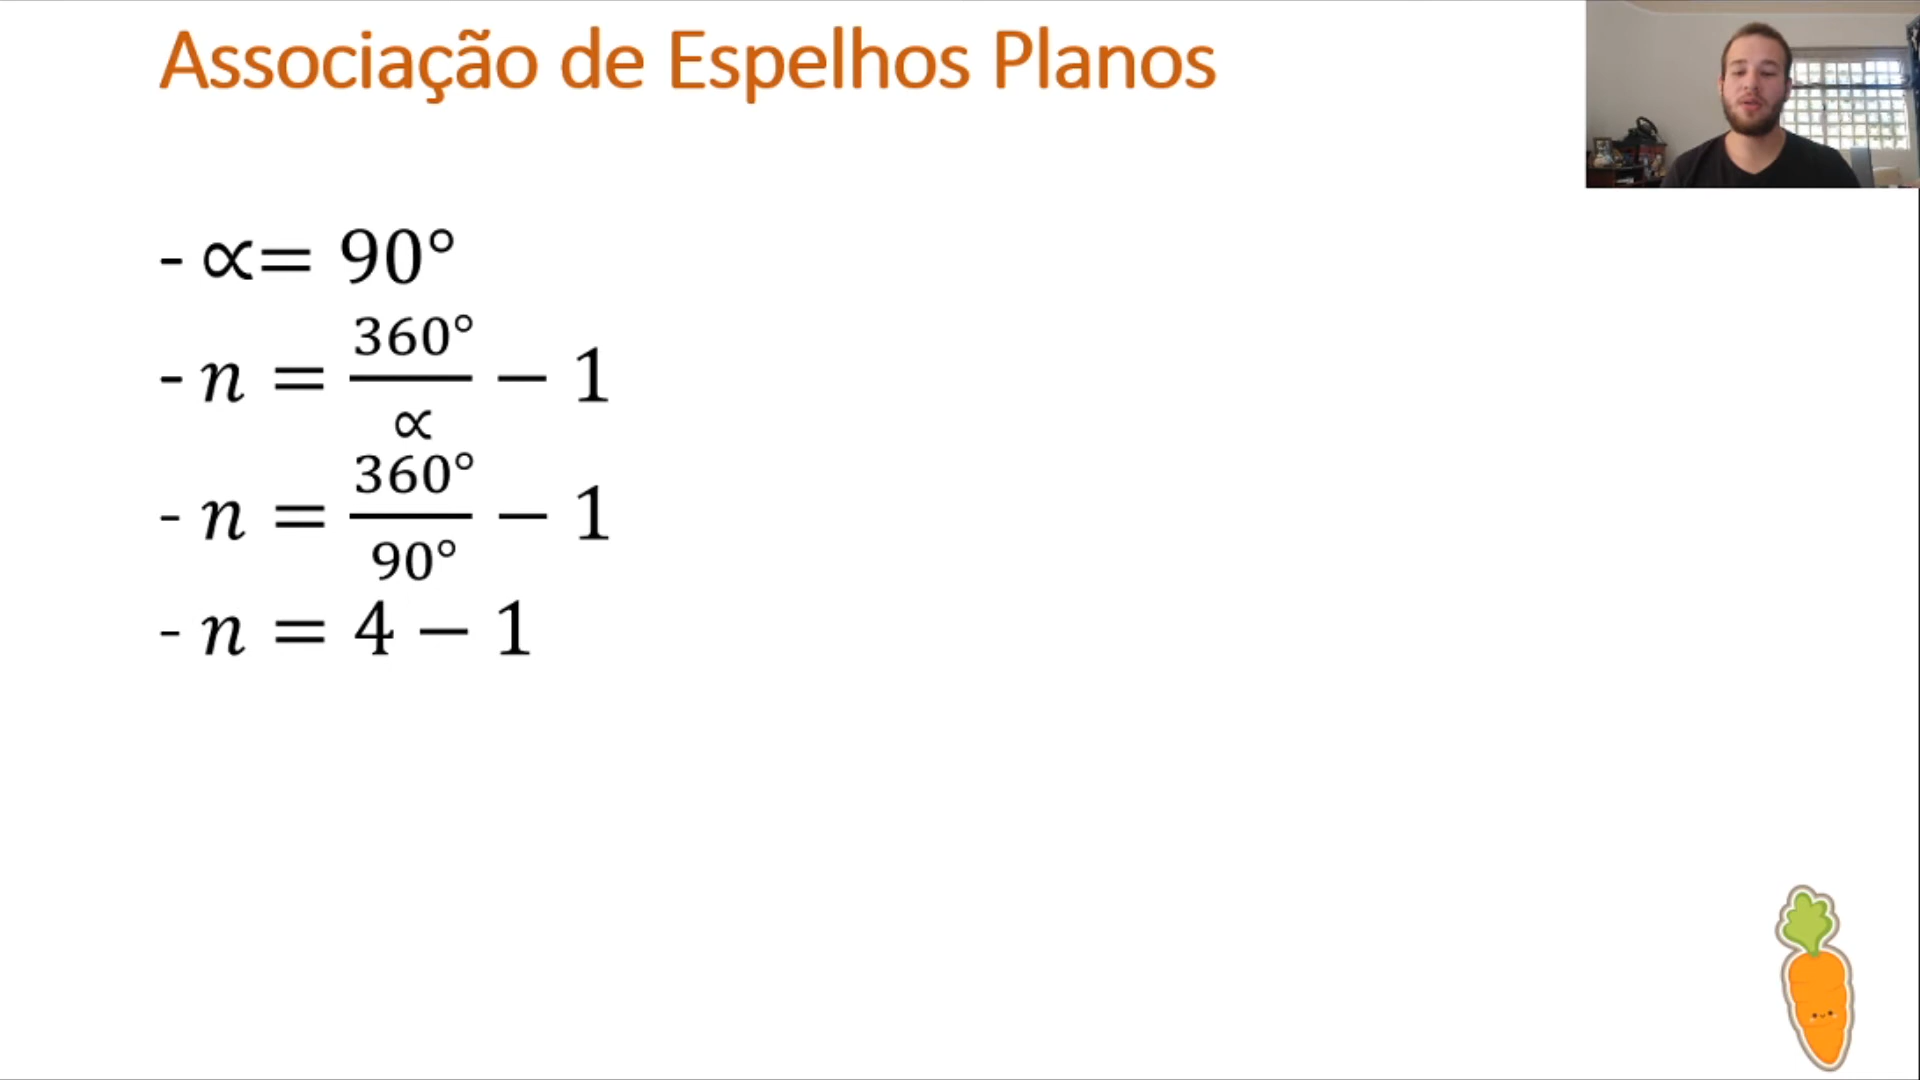 Associação de Espelhos Planos
- ∝= 90°
- n = 360°/∝ − 1
- n = 360°/90° − 1
- n = 4 − 1